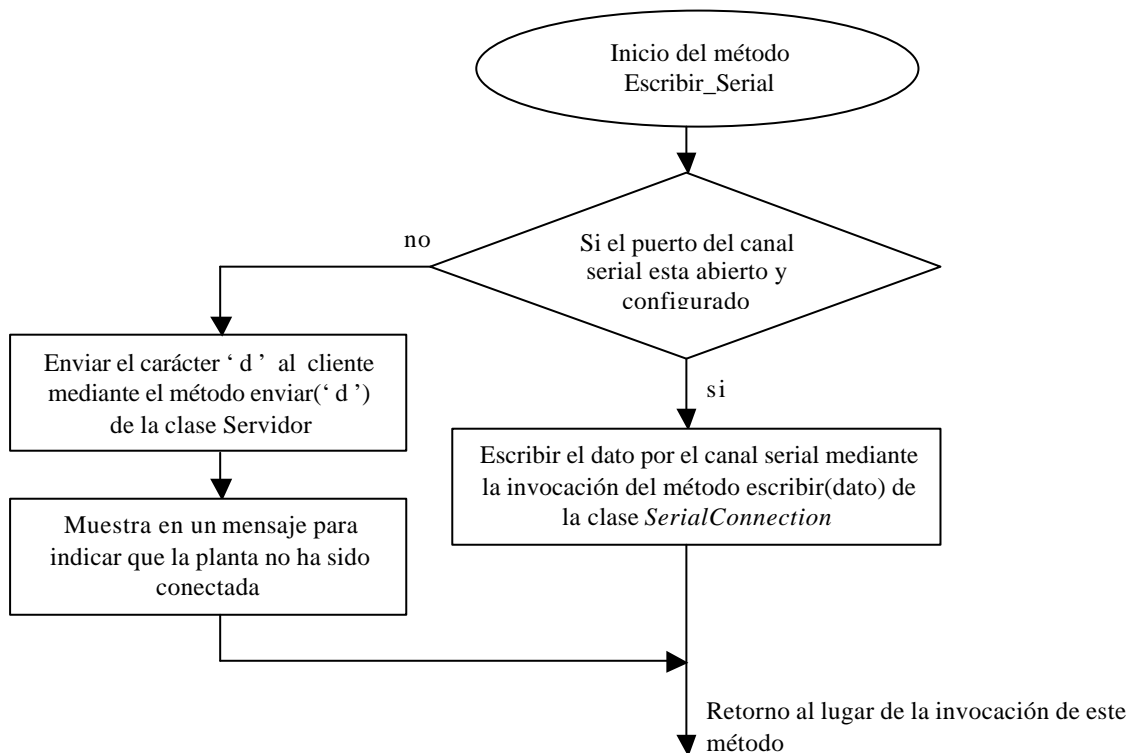 Inicio del método
Escribir_Serial
no
Si el puerto del canal
serial esta abierto y
configurado
Enviar el carácter ‘ d ’ al cliente
mediante el método enviar(‘ d ’)
de la clase Servidor
si
Escribir el dato por el canal serial mediante
la invocación del método escribir(dato) de
la clase SerialConnection
Muestra en un mensaje para
indicar que la planta no ha sido
conectada
Retorno al lugar de la invocación de este
método